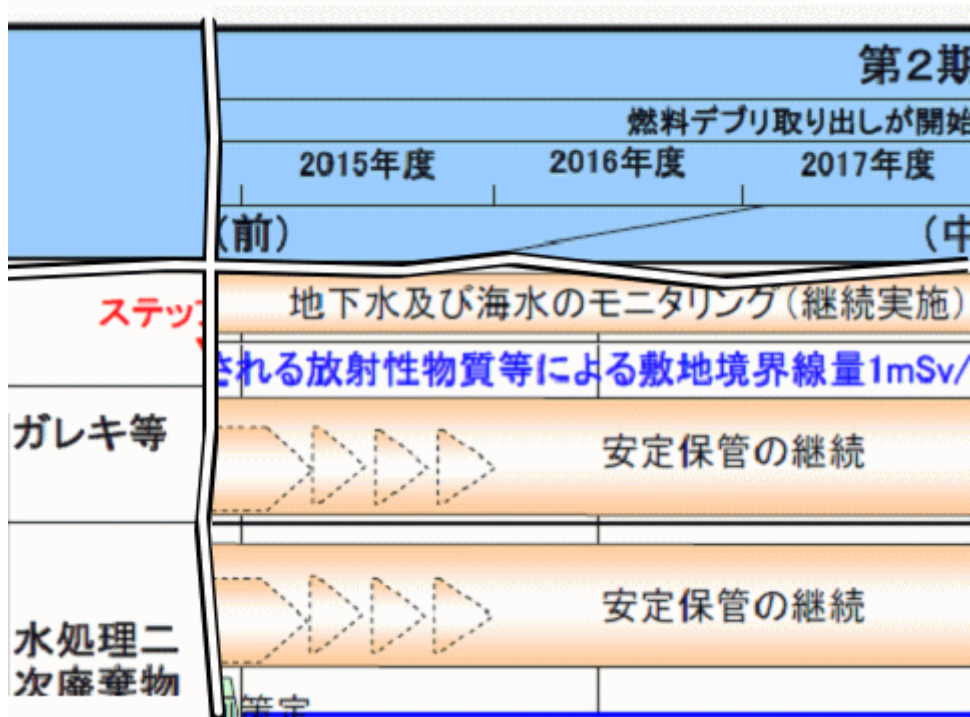 第2期
燃料デブリ取り出しが開始
2015年度 2016年度 2017年度
(前) (中
ステップ
地下水及び海水のモニタリング(継続実施)
される放射性物質等による敷地境界線量1mSv/
ガレキ等
安定保管の継続
安定保管の継続
水処理二
次廃棄物
策定